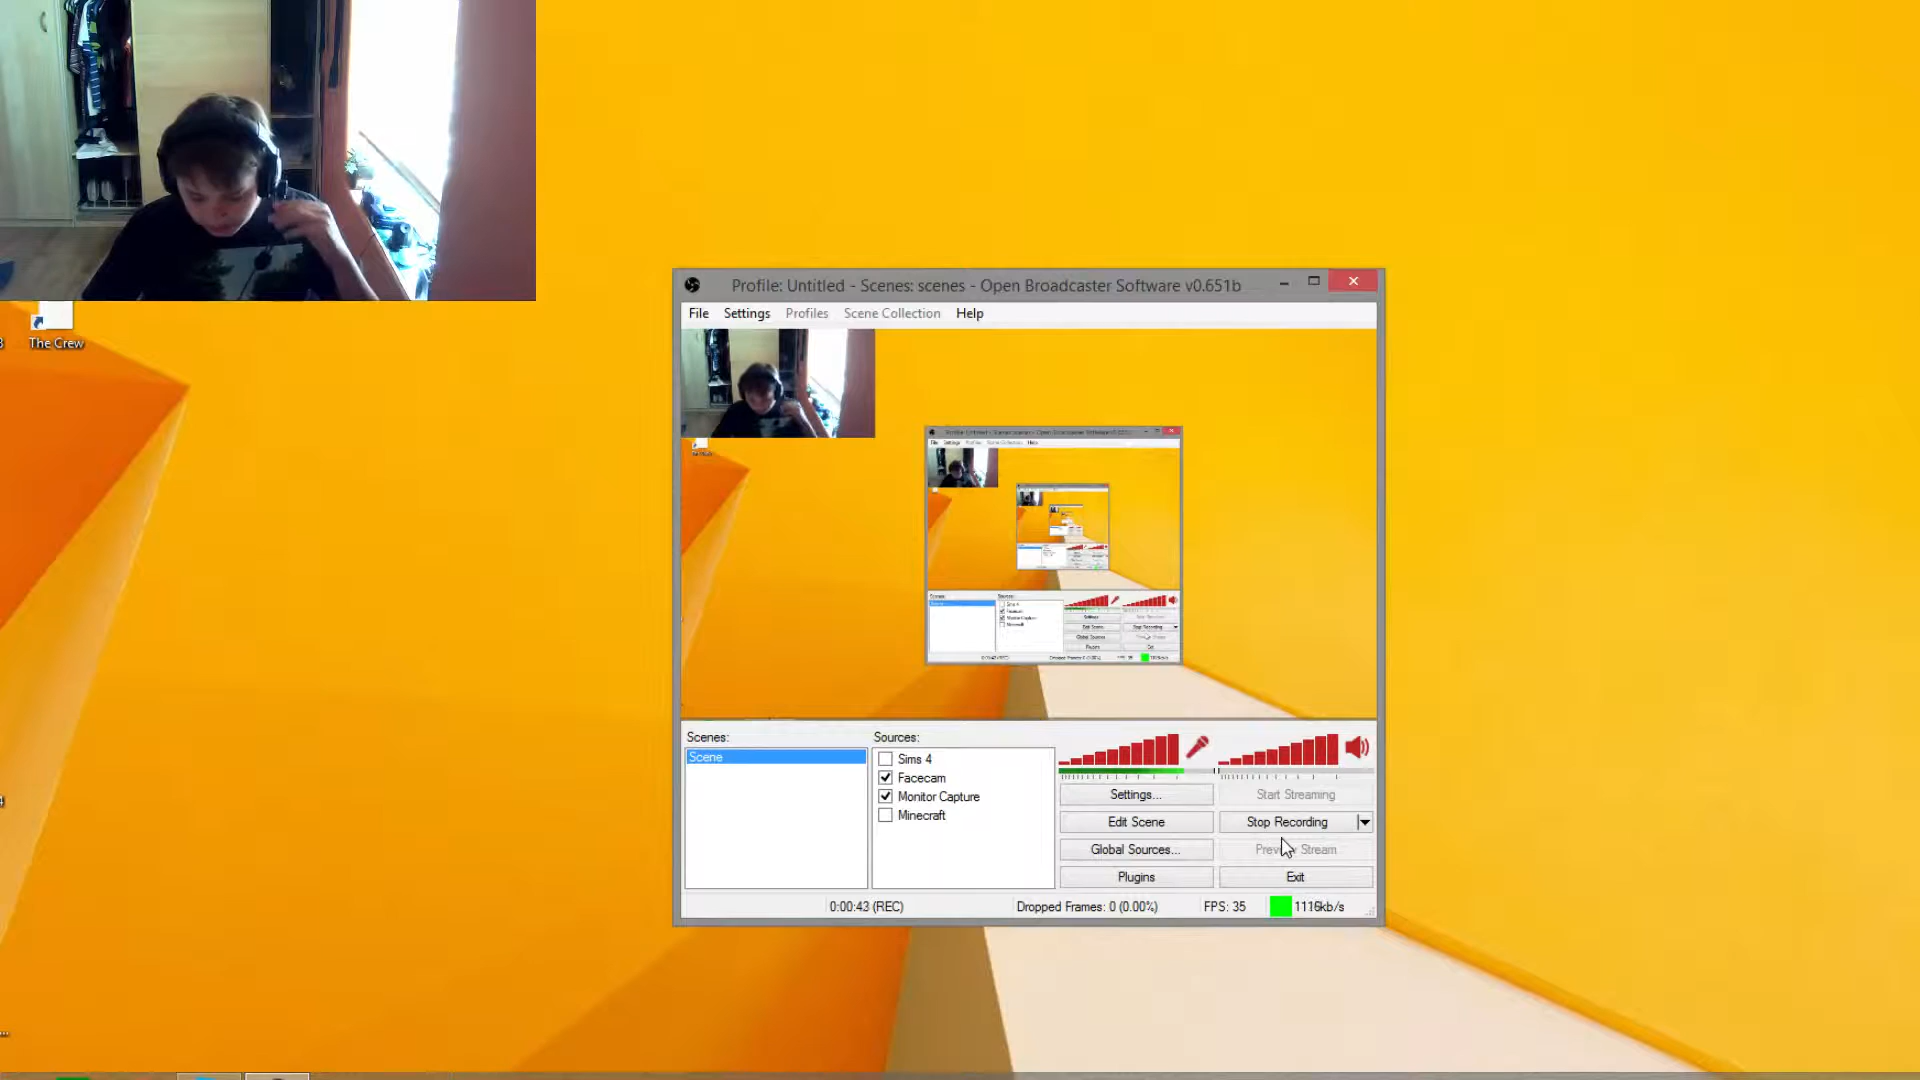 Profile: Untitled - Scenes: scenes - Open Broadcaster Software v0.651b
File Settings Profiles Scene Collection Help
The Crew
Scenes:
Scene
Sources:
Sims 4
Facecam
Monitor Capture
Minecraft
Settings...
Start Streaming
Edit Scene
Stop Recording
Global Sources...
Stream
Plugins
Exit
0:00:43 (REC)
Dropped Frames: 0 (0.00%)
FPS: 35